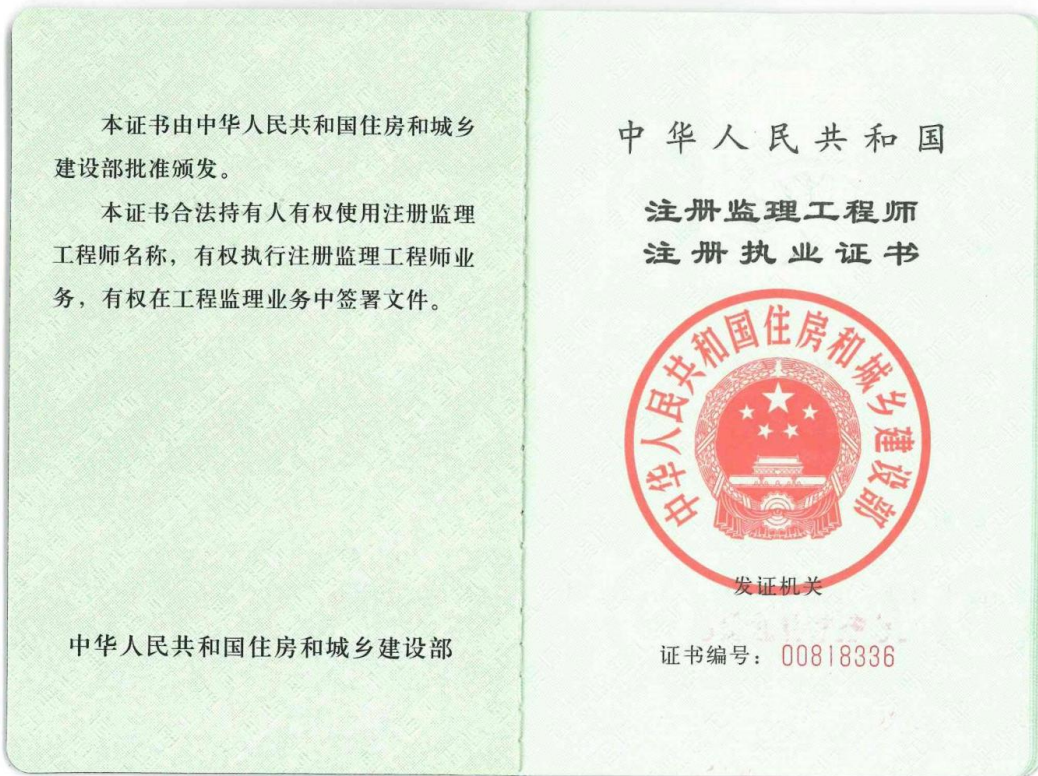 本证书由中华人民共和国住房和城乡
建设部批准颁发。
本证书合法持有人有权使用注册监理
工程师名称，有权执行注册监理工程师业
务，有权在工程监理业务中签署文件。
中华人民共和国住房和城乡建设部
中华人民共和国
注册监理工程师
注册执业证书
中华人民共和国住房和城乡建设部
发证机关
证书编号：00818336